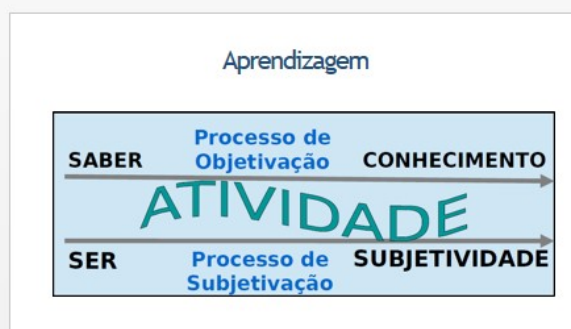 Aprendizagem
Processo de
Objetivação
SABER
CONHECIMENTO
ATIVIDADE
SER
Processo de
Subjetivação
SUBJETIVIDADE